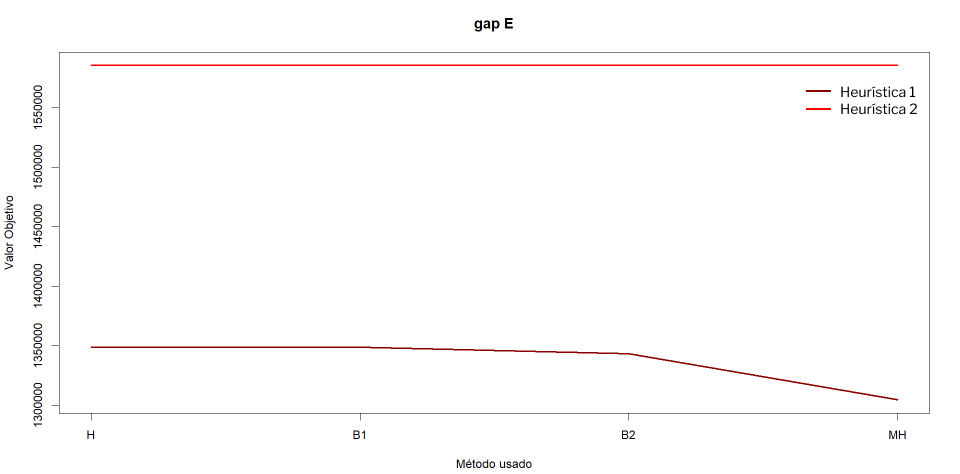 gap E
Heurística 1
Heurística 2
Valor Objetivo
1550000
1500000
1450000
1400000
1350000
1300000
H B1 B2 MH
Método usado